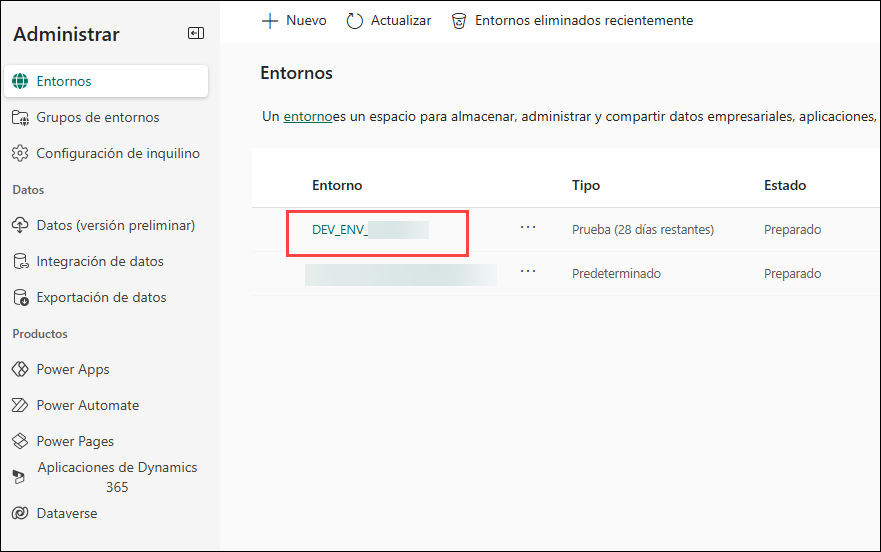 Administrar
Entornos
Grupos de entornos
Configuración de inquilino
Datos
Datos (versión preliminar)
Integración de datos
Exportación de datos
Productos
Power Apps
Power Automate
Power Pages
Aplicaciones de Dynamics
365
Dataverse
Nuevo Actualizar Entornos eliminados recientemente
Entornos
Un entornoes un espacio para almacenar, administrar y compartir datos empresariales, aplicaciones,
Entorno Tipo Estado
DEV_ENV_ ... Prueba (28 días restantes) Preparado
... Predeterminado Preparado